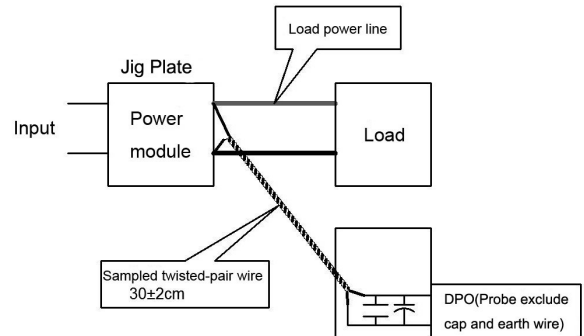 Load power line
Jig Plate
Input
Power
module
Load
Sampled twisted-pair wire
30±2cm
DPO(Probe exclude
cap and earth wire)